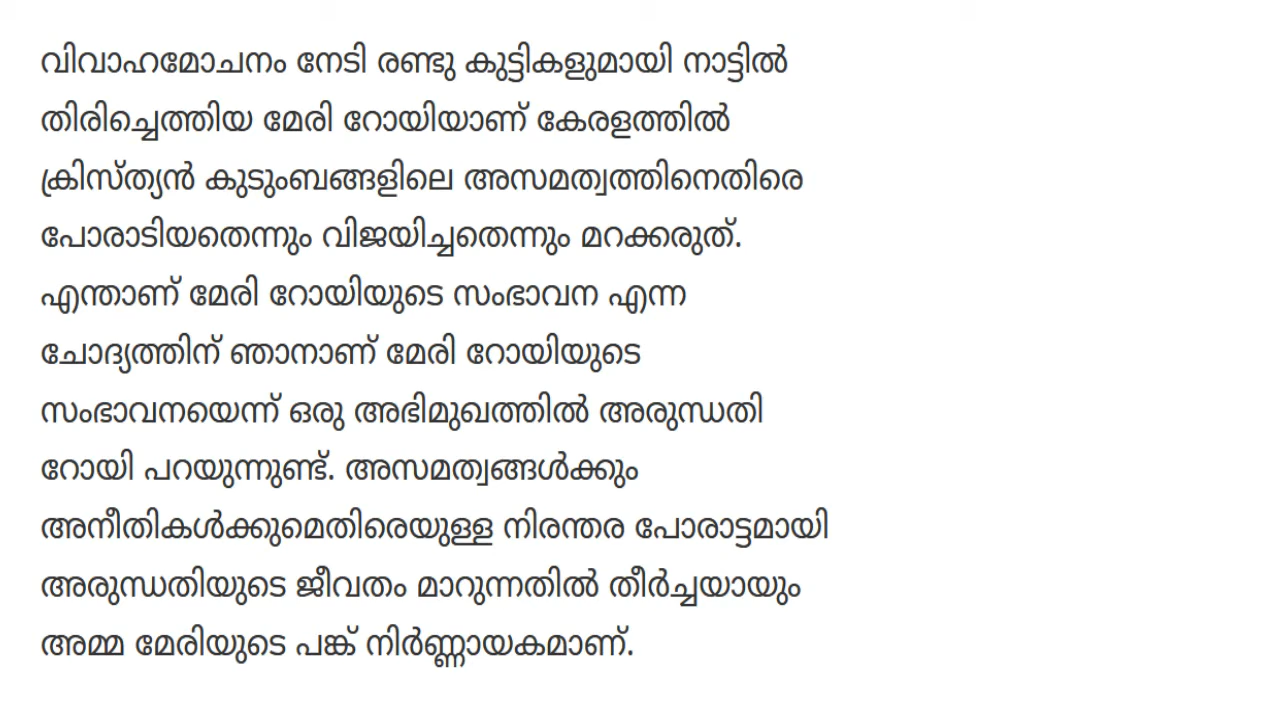 വിവാഹമോചനം നേടി രണ്ടു കുട്ടികളുമായി നാട്ടിൽ
തിരിച്ചെത്തിയ മേരി റോയിയാണ് കേരളത്തിൽ
ക്രിസ്ത്യൻ കുടുംബങ്ങളിലെ അസമത്വത്തിനെതിരെ
പോരാടിയതെന്നും വിജയിച്ചതെന്നും മറക്കരുത്.
എന്താണ് മേരി റോയിയുടെ സംഭാവന എന്ന
ചോദ്യത്തിന് ഞാനാണ് മേരി റോയിയുടെ
സംഭാവനയെന്ന് ഒരു അഭിമുഖത്തിൽ അരുന്ധതി
റോയി പറയുന്നുണ്ട്. അസമത്വങ്ങൾക്കും
അനീതികൾക്കുമെതിരെയുള്ള നിരന്തര പോരാട്ടമായി
അരുന്ധതിയുടെ ജീവതം മാറുന്നതിൽ തീർച്ചയായും
അമ്മ മേരിയുടെ പങ്ക് നിർണ്ണായകമാണ്.